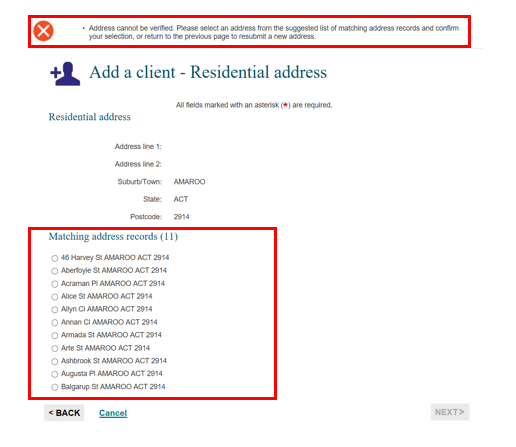 • Address cannot be verified. Please select an address from the suggested list of matching address records and confirm
your selection, or return to the previous page to resubmit a new address.
Add a client - Residential address
All fields marked with an asterisk (★) are required.
Residential address
Address line 1:
Address line 2:
Suburb/Town: AMAROO
State: ACT
Postcode: 2914
Matching address records (11)
46 Harvey St AMAROO ACT 2914
Aberfoyle St AMAROO ACT 2914
Acraman Pl AMAROO ACT 2914
Alice St AMAROO ACT 2914
Allyn Cl AMAROO ACT 2914
Annan Cl AMAROO ACT 2914
Armada St AMAROO ACT 2914
Arte St AMAROO ACT 2914
Ashbrook St AMAROO ACT 2914
Augusta Pl AMAROO ACT 2914
Balgarup St AMAROO ACT 2914
< BACK Cancel NEXT>